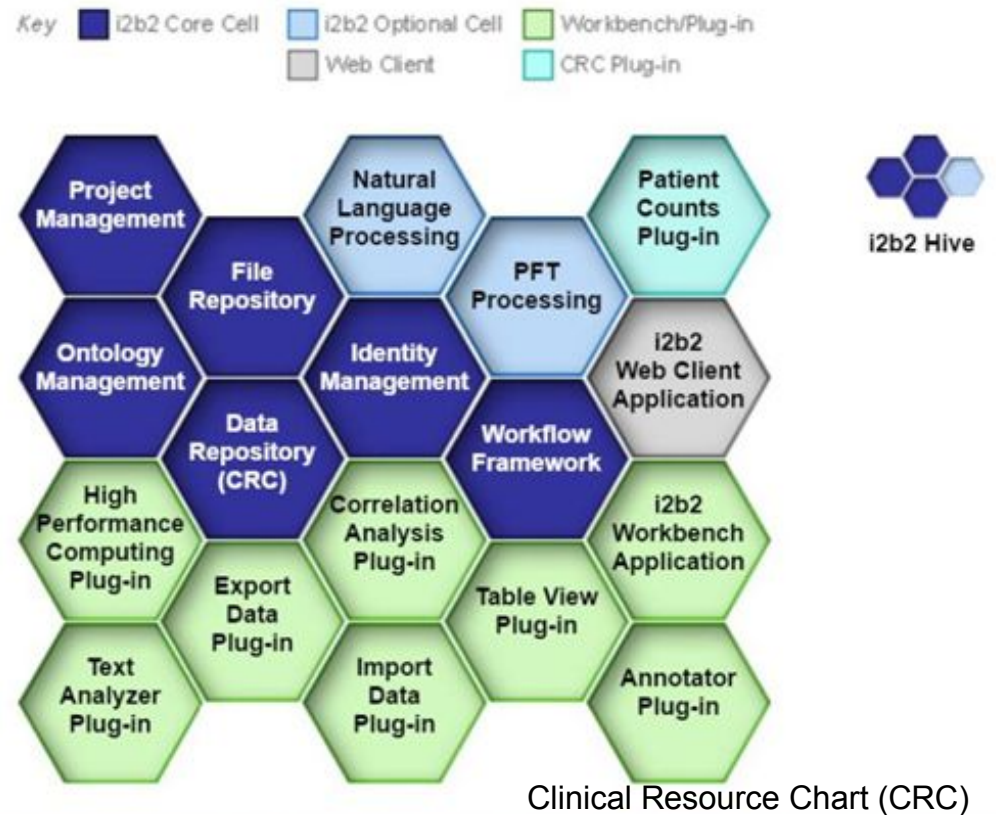 Key i2b2 Core Cell i2b2 Optional Cell Workbench/Plug-in
Web Client CRC Plug-in
Project
Management
File
Repository
Natural
Language
Processing
PFT
Processing
Patient
Counts
Plug-in
i2b2 Hive
Ontology
Management
Data
Repository
(CRC)
Identity
Management
Workflow
Framework
i2b2
Web Client
Application
High
Performance
Computing
Plug-in
Export
Data
Plug-in
Correlation
Analysis
Plug-in
Table View
Plug-in
i2b2
Workbench
Application
Text
Analyzer
Plug-in
Import
Data
Plug-in
Annotator
Plug-in
Clinical Resource Chart (CRC)